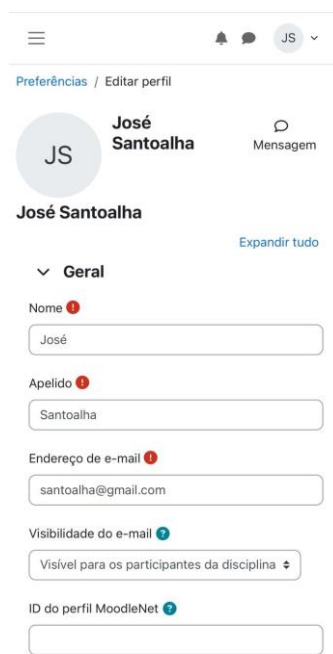 JS
Preferências / Editar perfil
JS
José
Santoalha
Mensagem
José Santoalha
Expandir tudo
Geral
Nome
José
Apelido
Santoalha
Endereço de e-mail
santoalha@gmail.com
Visibilidade do e-mail
Visível para os participantes da disciplina
ID do perfil MoodleNet